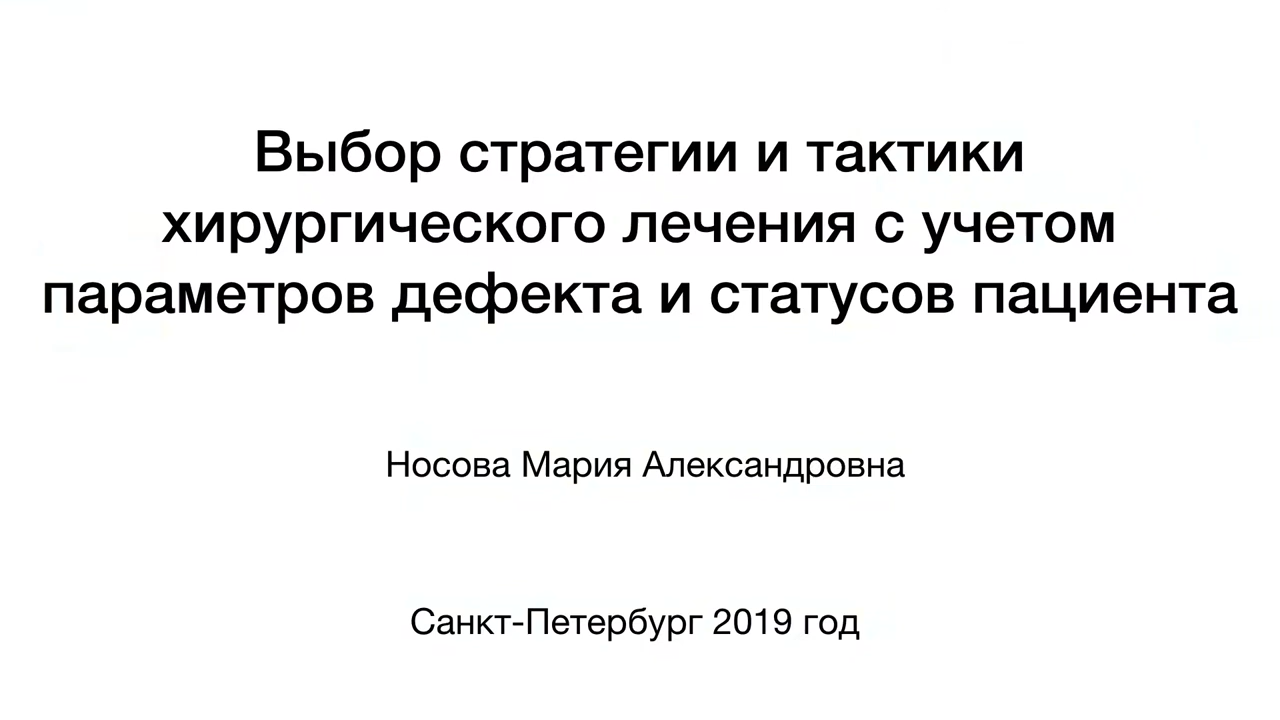 Выбор стратегии и тактики
хирургического лечения с учетом
параметров дефекта и статусов пациента
Носова Мария Александровна
Санкт-Петербург 2019 год